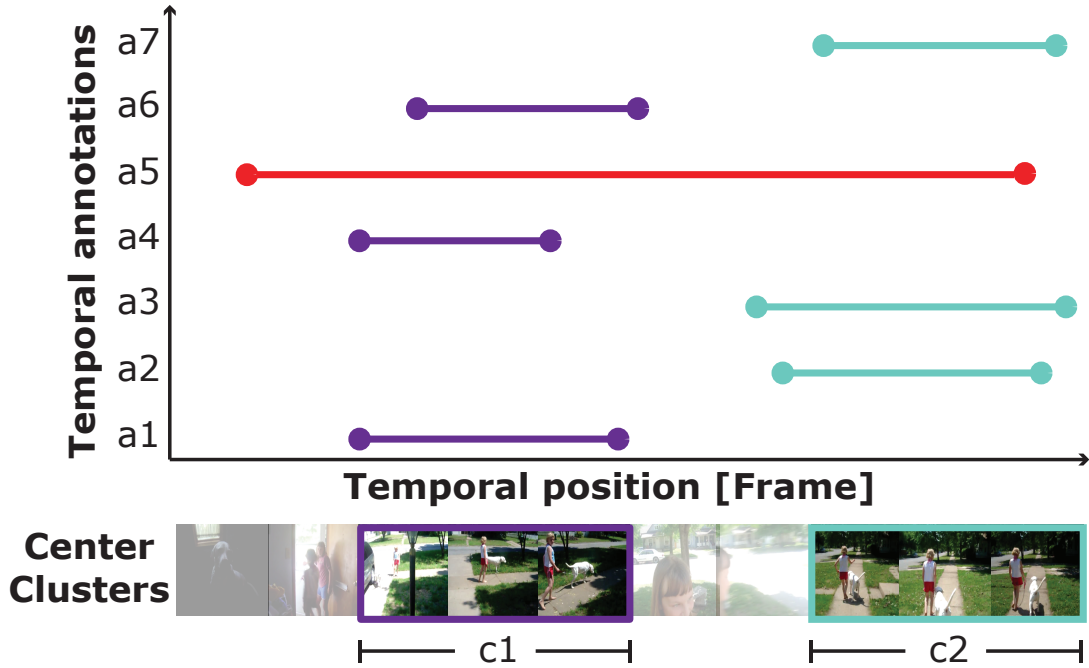 Temporal annotations
a7
a6
a5
a4
a3
a2
a1
Temporal position [Frame]
Center
Clusters
c1
c2